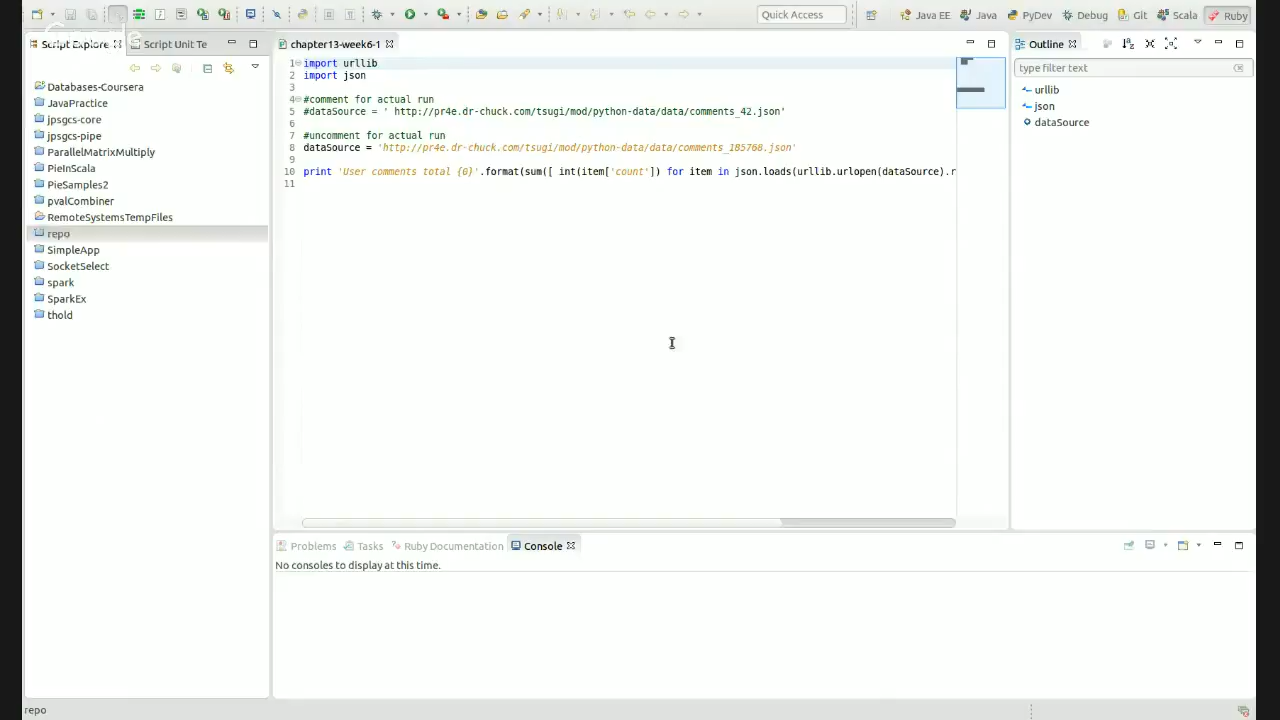 Quick Access
Java EE
Java
PyDev
Debug
Git
Scala
Ruby
Script Explore
Script Unit Te
chapter13-week6-1
Outline
type filter text
urllib
json
dataSource
Databases-Coursera
JavaPractice
jpsgcs-core
jpsgcs-pipe
ParallelMatrixMultiply
PieInScala
PieSamples2
pvalCombiner
RemoteSystemsTempFiles
repo
SimpleApp
SocketSelect
spark
SparkEx
thold
1 import urllib
2 import json
3
4 #comment for actual run
5 #dataSource = ' http://pr4e.dr-chuck.com/tsugi/mod/python-data/data/comments_42.json'
6
7 #uncomment for actual run
8 dataSource = 'http://pr4e.dr-chuck.com/tsugi/mod/python-data/data/comments_185768.json'
9
10 print 'User comments total {0}'.format(sum([ int(item['count']) for item in json.loads(urllib.urlopen(dataSource).r
11
Problems
Tasks
Ruby Documentation
Console
No consoles to display at this time.
repo